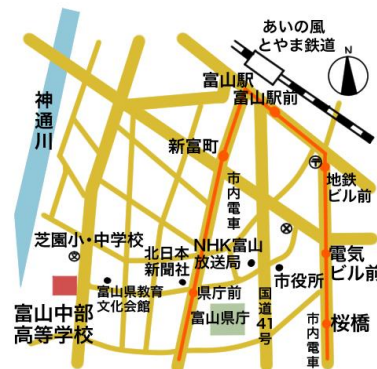 あいの風
とやま鉄道
N
富山駅
富山駅前
神通川
新富町
市内電車
〒
地鉄
ビル前
芝園小・中学校
文
北日本
新聞社
NHK富山
放送局
市役所
電気
ビル前
富山県教育
文化会館
県庁前
富山中部
高等学校
富山県庁
国道41号
桜橋
市内電車